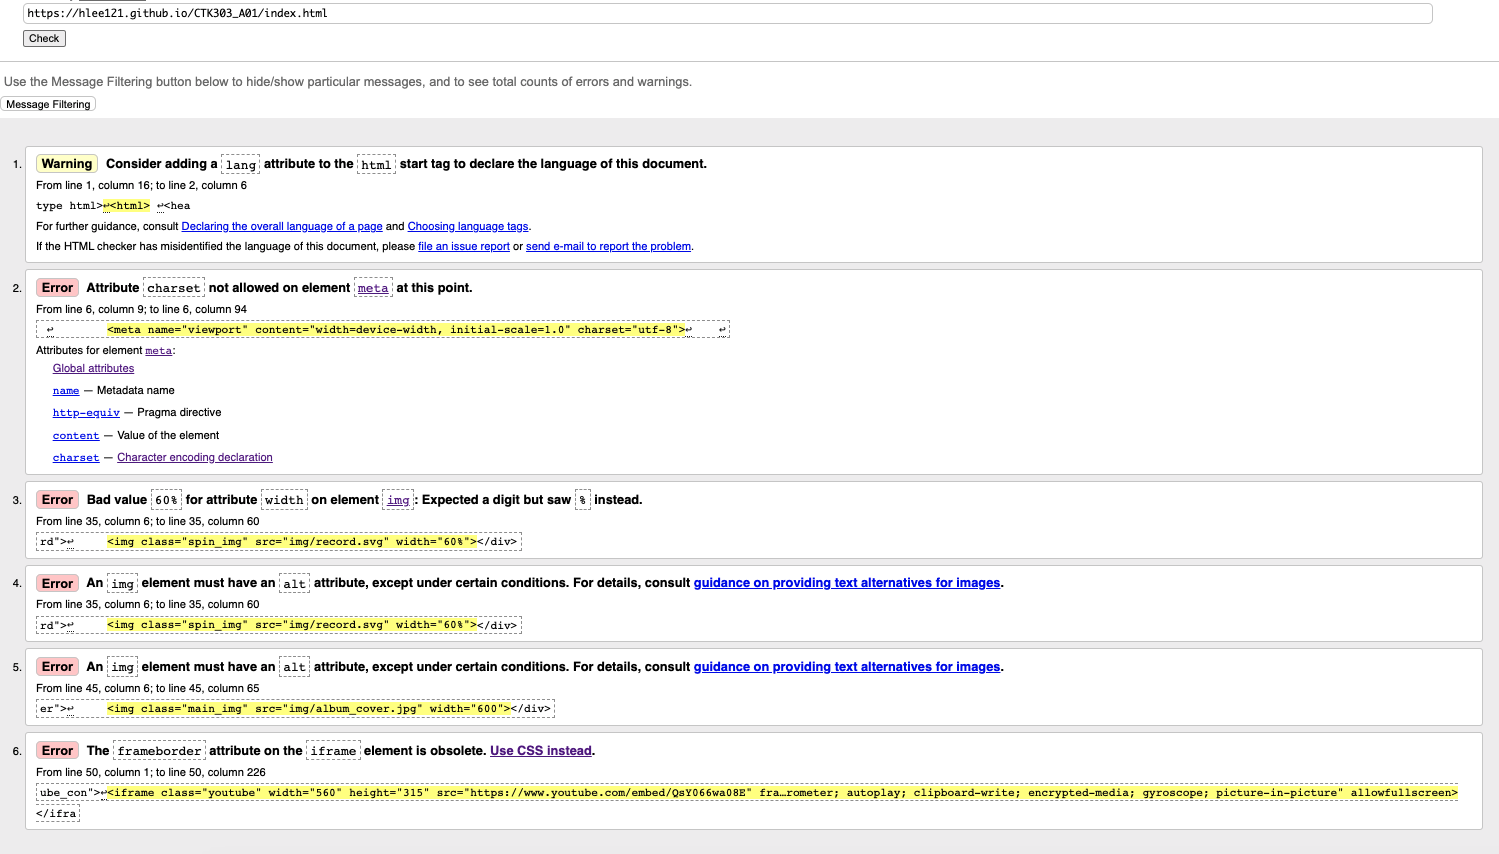 https://hlee121.github.io/CTK303_A01/index.html
Check
Use the Message Filtering button below to hide/show particular messages, and to see total counts of errors and warnings.
Message Filtering
1. Warning Consider adding a lang attribute to the html start tag to declare the language of this document.
From line 1, column 16; to line 2, column 6
type html>↩<html> ↩<hea
For further guidance, consult Declaring the overall language of a page and Choosing language tags.
If the HTML checker has misidentified the language of this document, please file an issue report or send e-mail to report the problem.
2. Error Attribute charset not allowed on element meta at this point.
From line 6, column 9; to line 6, column 94
↩ <meta name="viewport" content="width=device-width, initial-scale=1.0" charset="utf-8">↩ ↩
Attributes for element meta:
Global attributes
name — Metadata name
http-equiv — Pragma directive
content — Value of the element
charset — Character encoding declaration
3. Error Bad value 60% for attribute width on element img: Expected a digit but saw % instead.
From line 35, column 6; to line 35, column 60
rd">↩ <img class="spin_img" src="img/record.svg" width="60%"></div>
4. Error An img element must have an alt attribute, except under certain conditions. For details, consult guidance on providing text alternatives for images.
From line 35, column 6; to line 35, column 60
rd">↩ <img class="spin_img" src="img/record.svg" width="60%"></div>
5. Error An img element must have an alt attribute, except under certain conditions. For details, consult guidance on providing text alternatives for images.
From line 45, column 6; to line 45, column 65
er">↩ <img class="main_img" src="img/album_cover.jpg" width="600"></div>
6. Error The frameborder attribute on the iframe element is obsolete. Use CSS instead.
From line 50, column 1; to line 50, column 226
ube_con">↩<iframe class="youtube" width="560" height="315" src="https://www.youtube.com/embed/QsY066wa08E" fra…rometer; autoplay; clipboard-write; encrypted-media; gyroscope; picture-in-picture" allowfullscreen>
</ifra